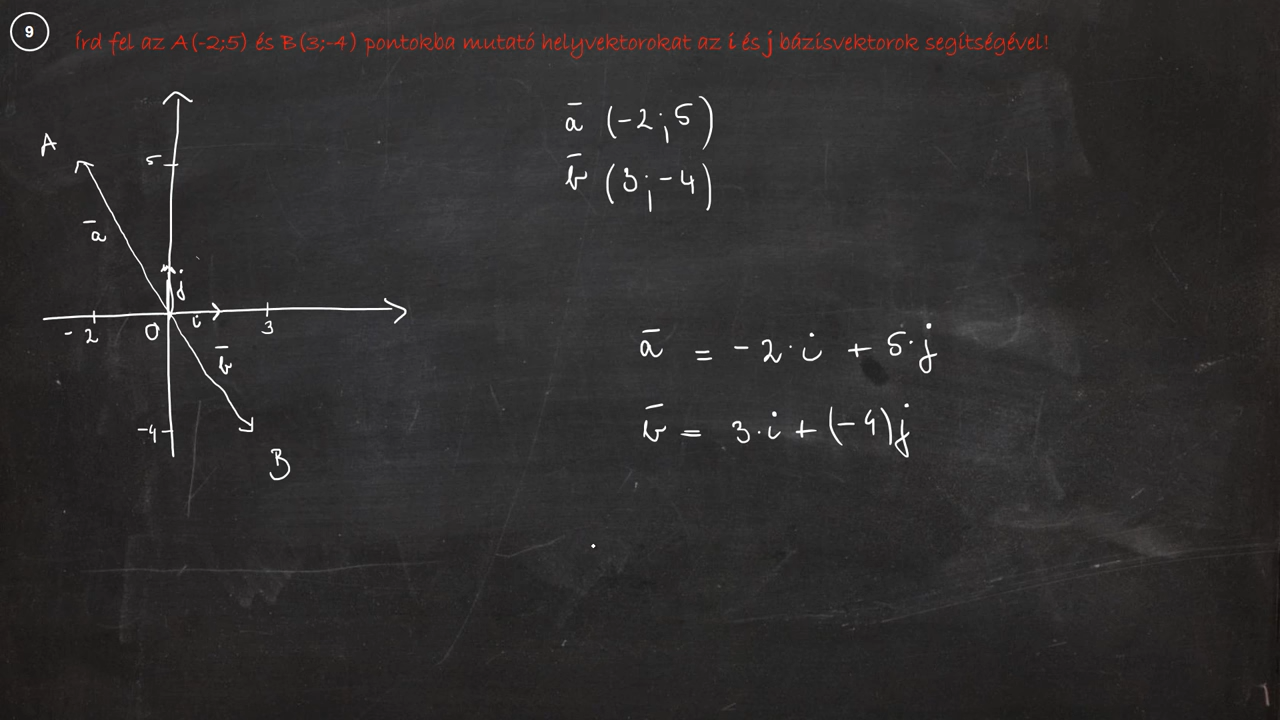 9
Írd fel az A(-2;5) és B(3;-4) pontokba mutató helyvektorokat az i és j bázisvektorok segítségével!
a̅ (-2;5)
b̅ (3;-4)
A
5
a̅
j
-2
0
i
3
b̅
-4
B
a̅ = -2·i + 5·j
b̅ = 3·i + (-4)j